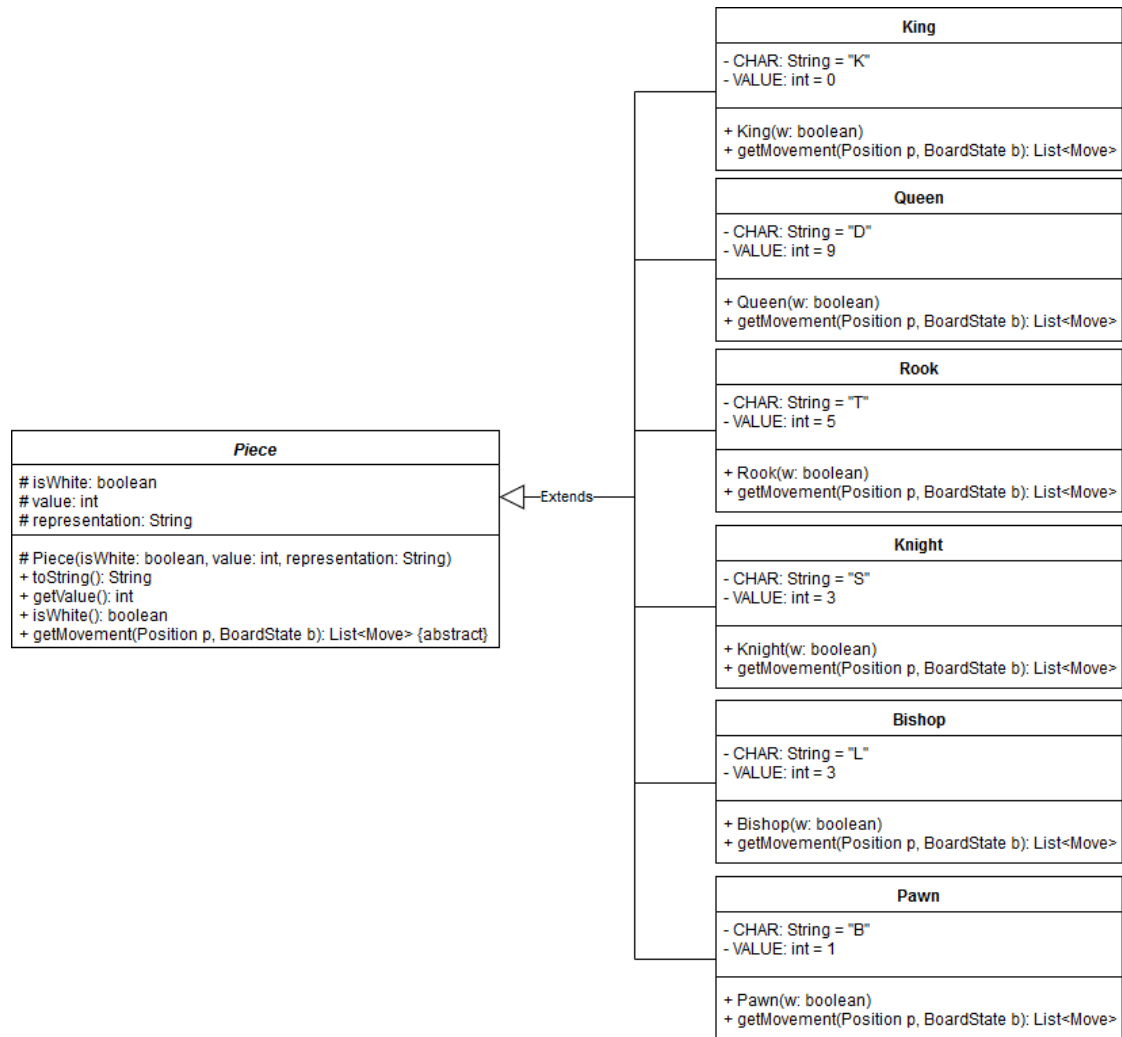 King
- CHAR: String = "K"
- VALUE: int = 0
+ King(w: boolean)
+ getMovement(Position p, BoardState b): List<Move>
Queen
- CHAR: String = "D"
- VALUE: int = 9
+ Queen(w: boolean)
+ getMovement(Position p, BoardState b): List<Move>
Rook
- CHAR: String = "T"
- VALUE: int = 5
+ Rook(w: boolean)
+ getMovement(Position p, BoardState b): List<Move>
Piece
# isWhite: boolean
# value: int
# representation: String
# Piece(isWhite: boolean, value: int, representation: String)
+ toString(): String
+ getValue(): int
+ isWhite(): boolean
+ getMovement(Position p, BoardState b): List<Move> {abstract}
Extends
Knight
- CHAR: String = "S"
- VALUE: int = 3
+ Knight(w: boolean)
+ getMovement(Position p, BoardState b): List<Move>
Bishop
- CHAR: String = "L"
- VALUE: int = 3
+ Bishop(w: boolean)
+ getMovement(Position p, BoardState b): List<Move>
Pawn
- CHAR: String = "B"
- VALUE: int = 1
+ Pawn(w: boolean)
+ getMovement(Position p, BoardState b): List<Move>